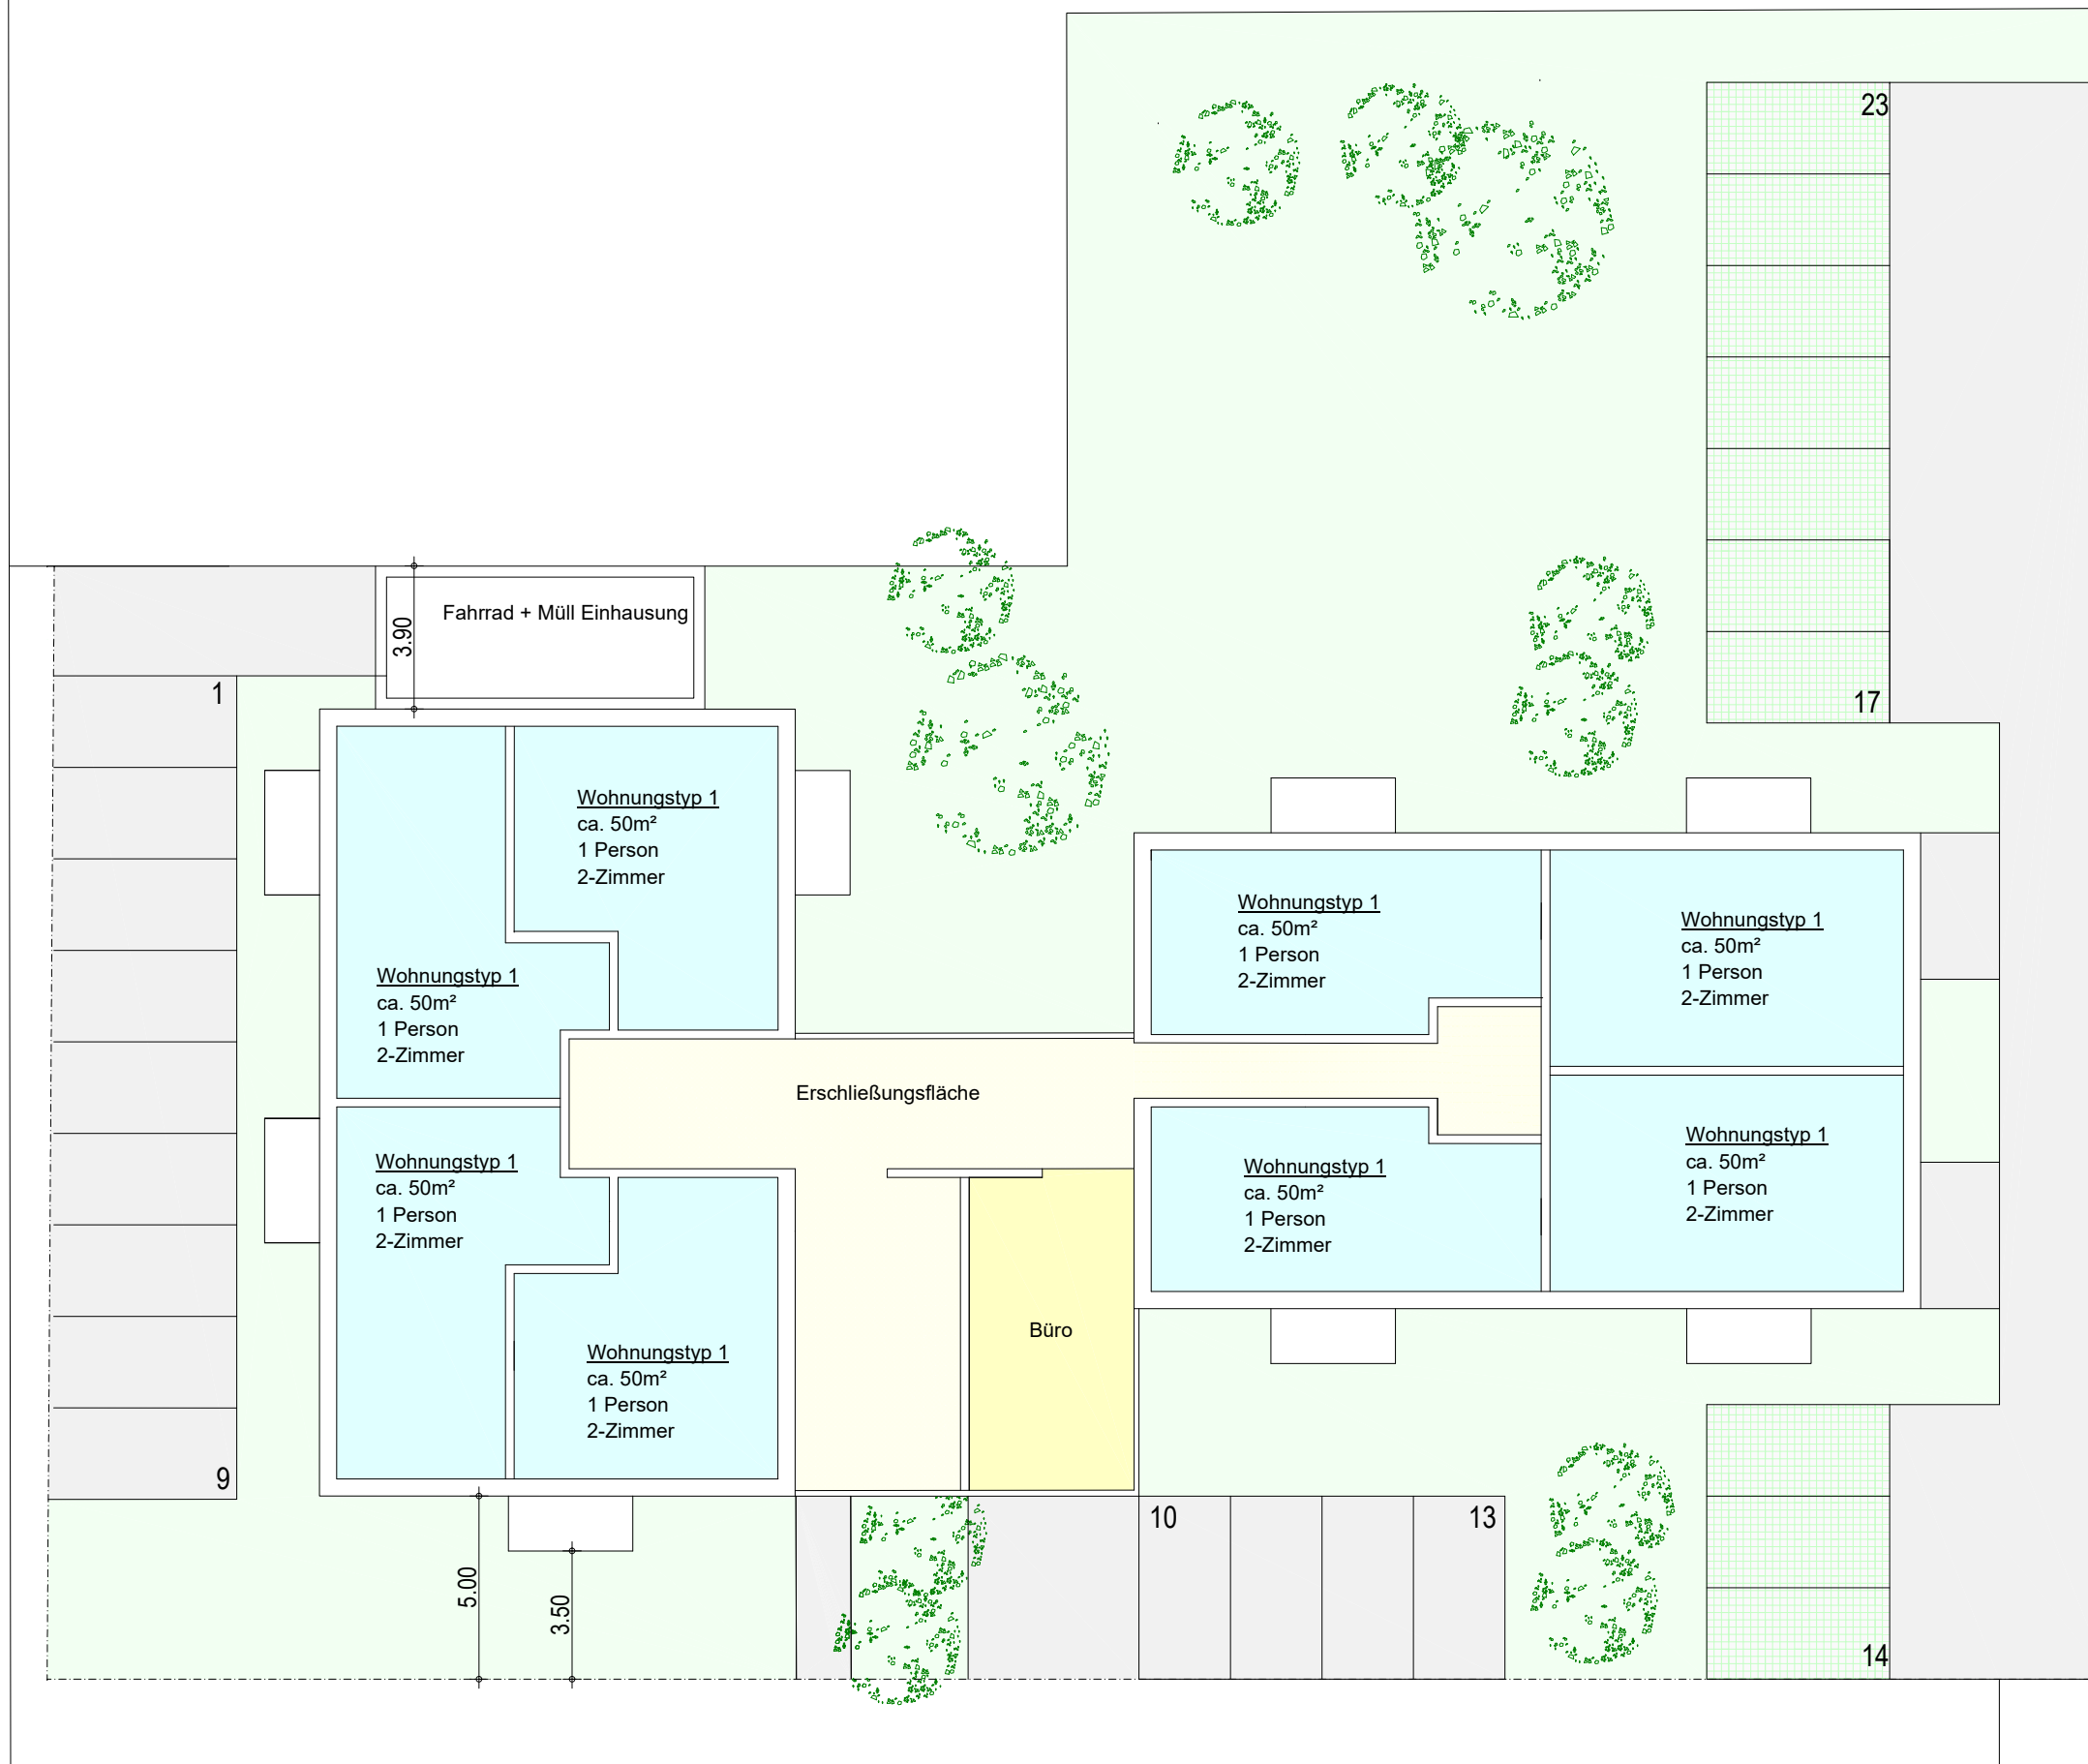 23
Fahrrad + Müll Einhausung
3.90
1
17
Wohnungstyp 1
ca. 50m²
1 Person
2-Zimmer
Wohnungstyp 1
ca. 50m²
1 Person
2-Zimmer
Wohnungstyp 1
ca. 50m²
1 Person
2-Zimmer
Wohnungstyp 1
ca. 50m²
1 Person
2-Zimmer
Erschließungsfläche
Wohnungstyp 1
ca. 50m²
1 Person
2-Zimmer
Wohnungstyp 1
ca. 50m²
1 Person
2-Zimmer
Wohnungstyp 1
ca. 50m²
1 Person
2-Zimmer
Büro
Wohnungstyp 1
ca. 50m²
1 Person
2-Zimmer
9
10
13
5.00
3.50
14